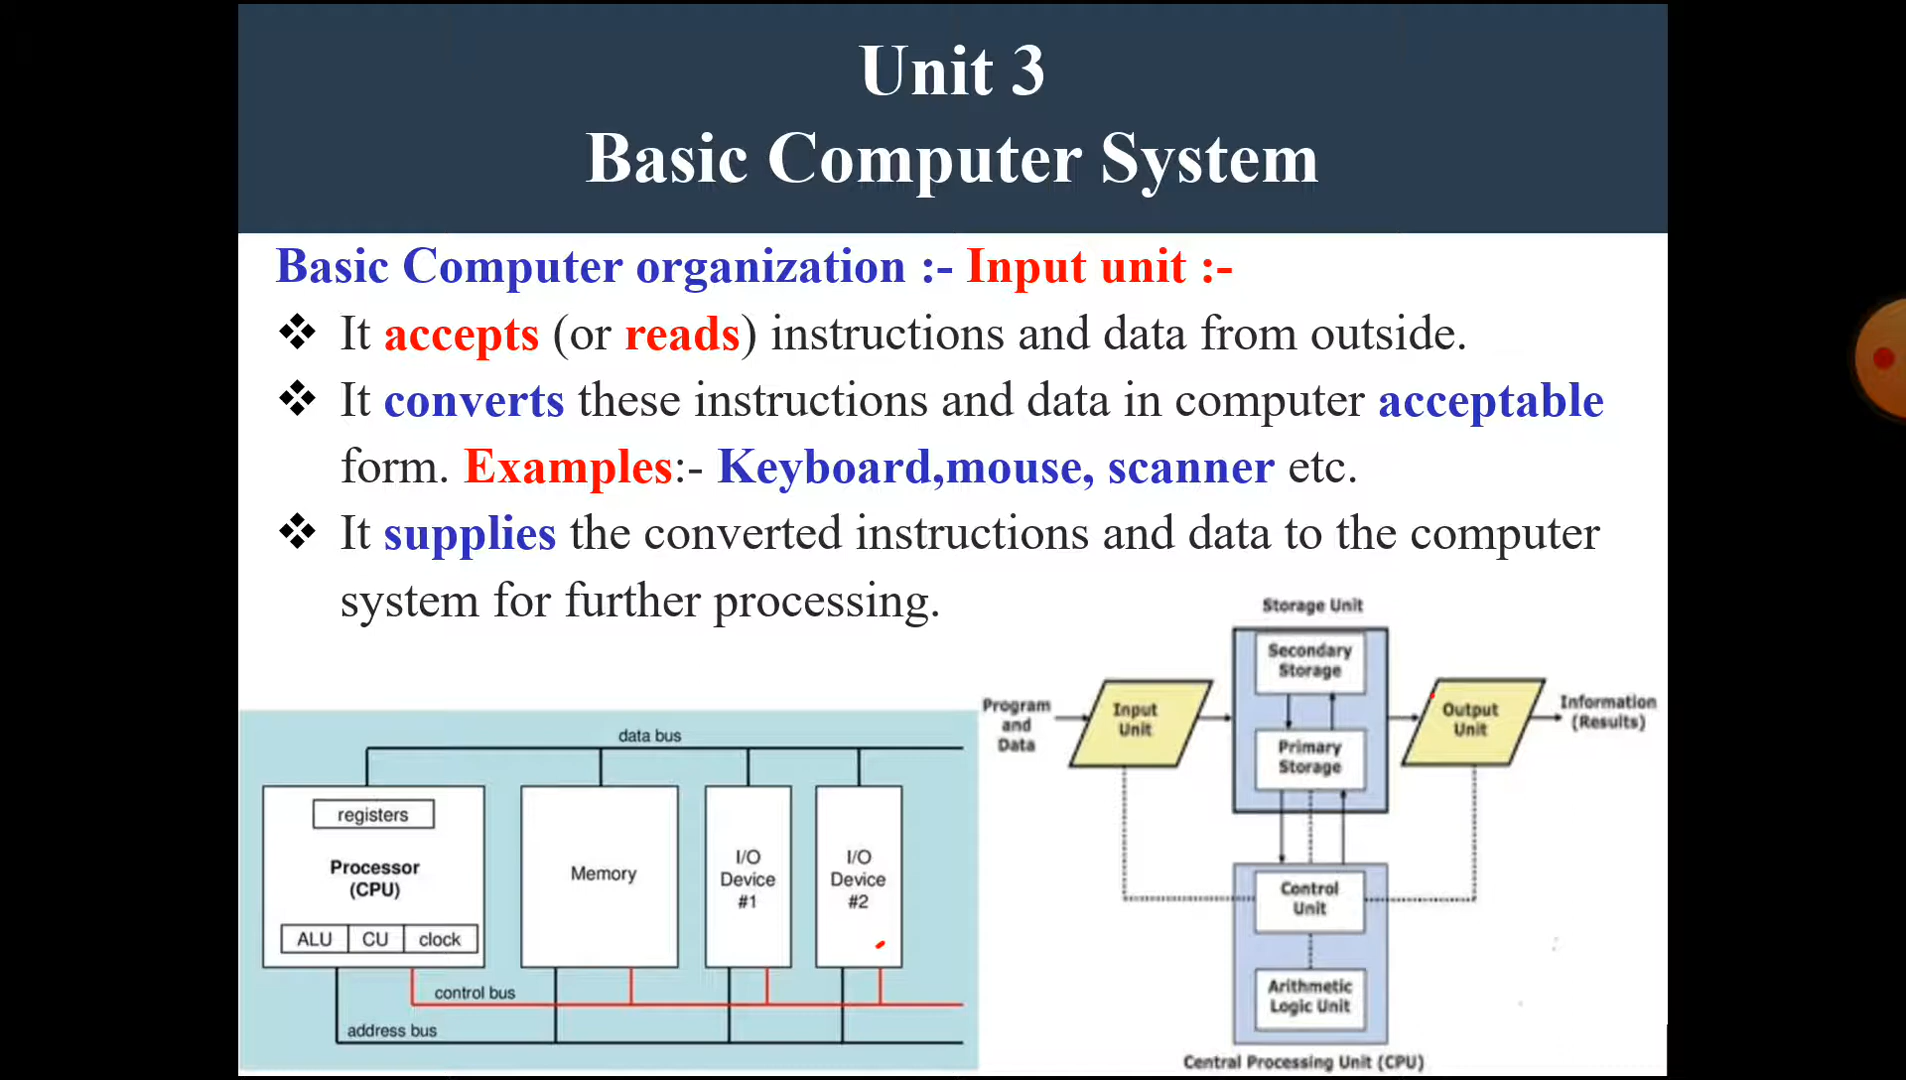 Unit 3
Basic Computer System
Basic Computer organization :- Input unit :-
❖ It accepts (or reads) instructions and data from outside.
❖ It converts these instructions and data in computer acceptable
form. Examples:- Keyboard,mouse, scanner etc.
❖ It supplies the converted instructions and data to the computer
system for further processing.
data bus
registers
Processor
(CPU)
ALU CU clock
Memory
I/O
Device
#1
I/O
Device
#2
control bus
address bus
Storage Unit
Secondary
Storage
Program
and
Data
Input
Unit
Primary
Storage
Output
Unit
Information
(Results)
Control
Unit
Arithmetic
Logic Unit
Central Processing Unit (CPU)